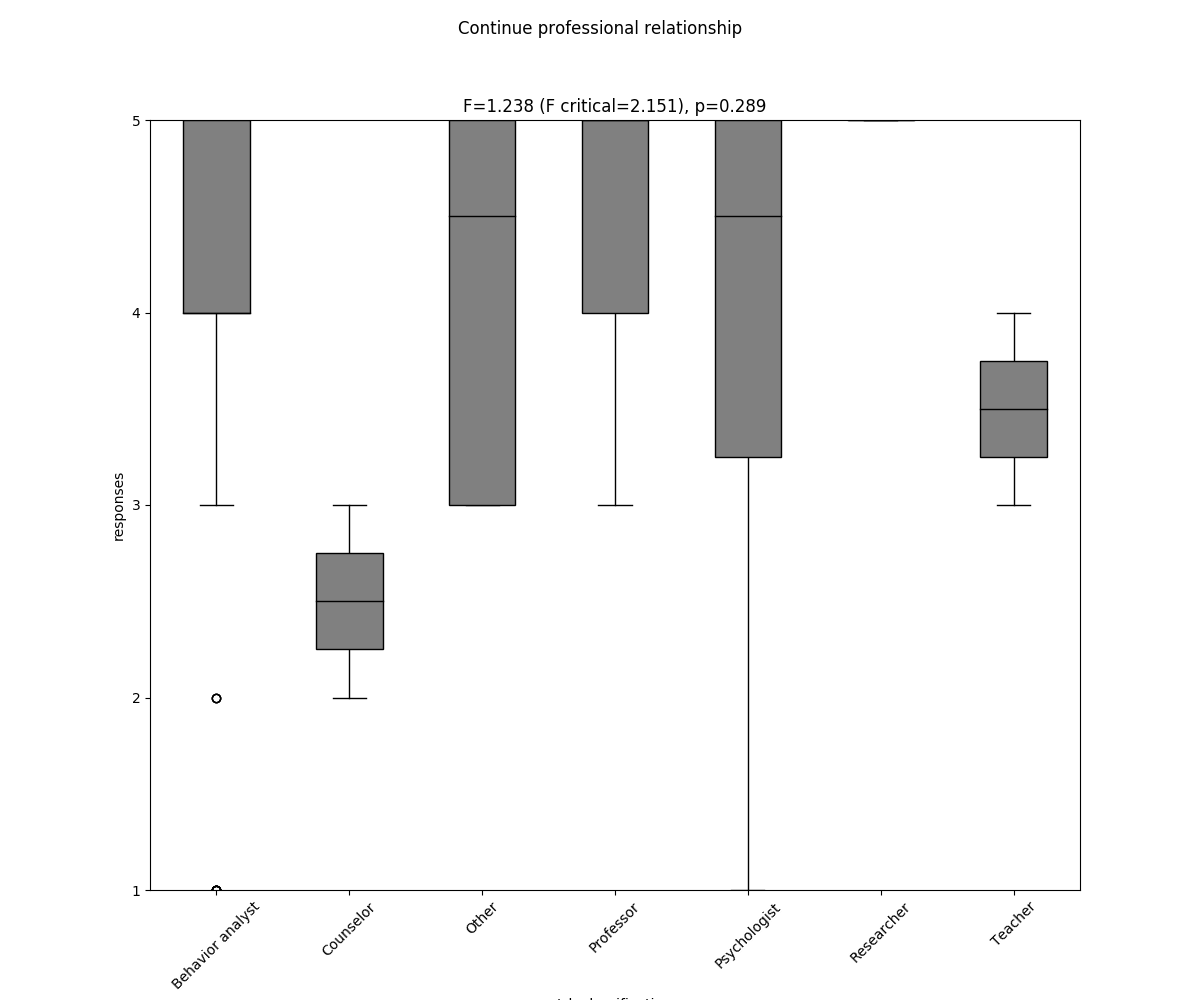 Continue professional relationship
F=1.238 (F critical=2.151), p=0.289
5
4
3
2
1
responses
Behavior analyst
Counselor
Other
Professor
Psychologist
Researcher
Teacher